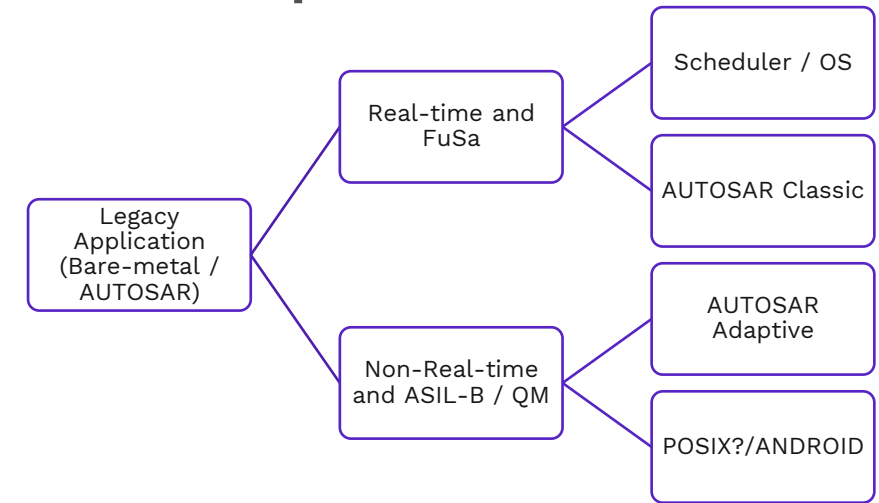 Scheduler / OS
Real-time and
FuSa
AUTOSAR Classic
Legacy
Application
(Bare-metal /
AUTOSAR)
AUTOSAR
Adaptive
Non-Real-time
and ASIL-B / QM
POSIX?/ANDROID